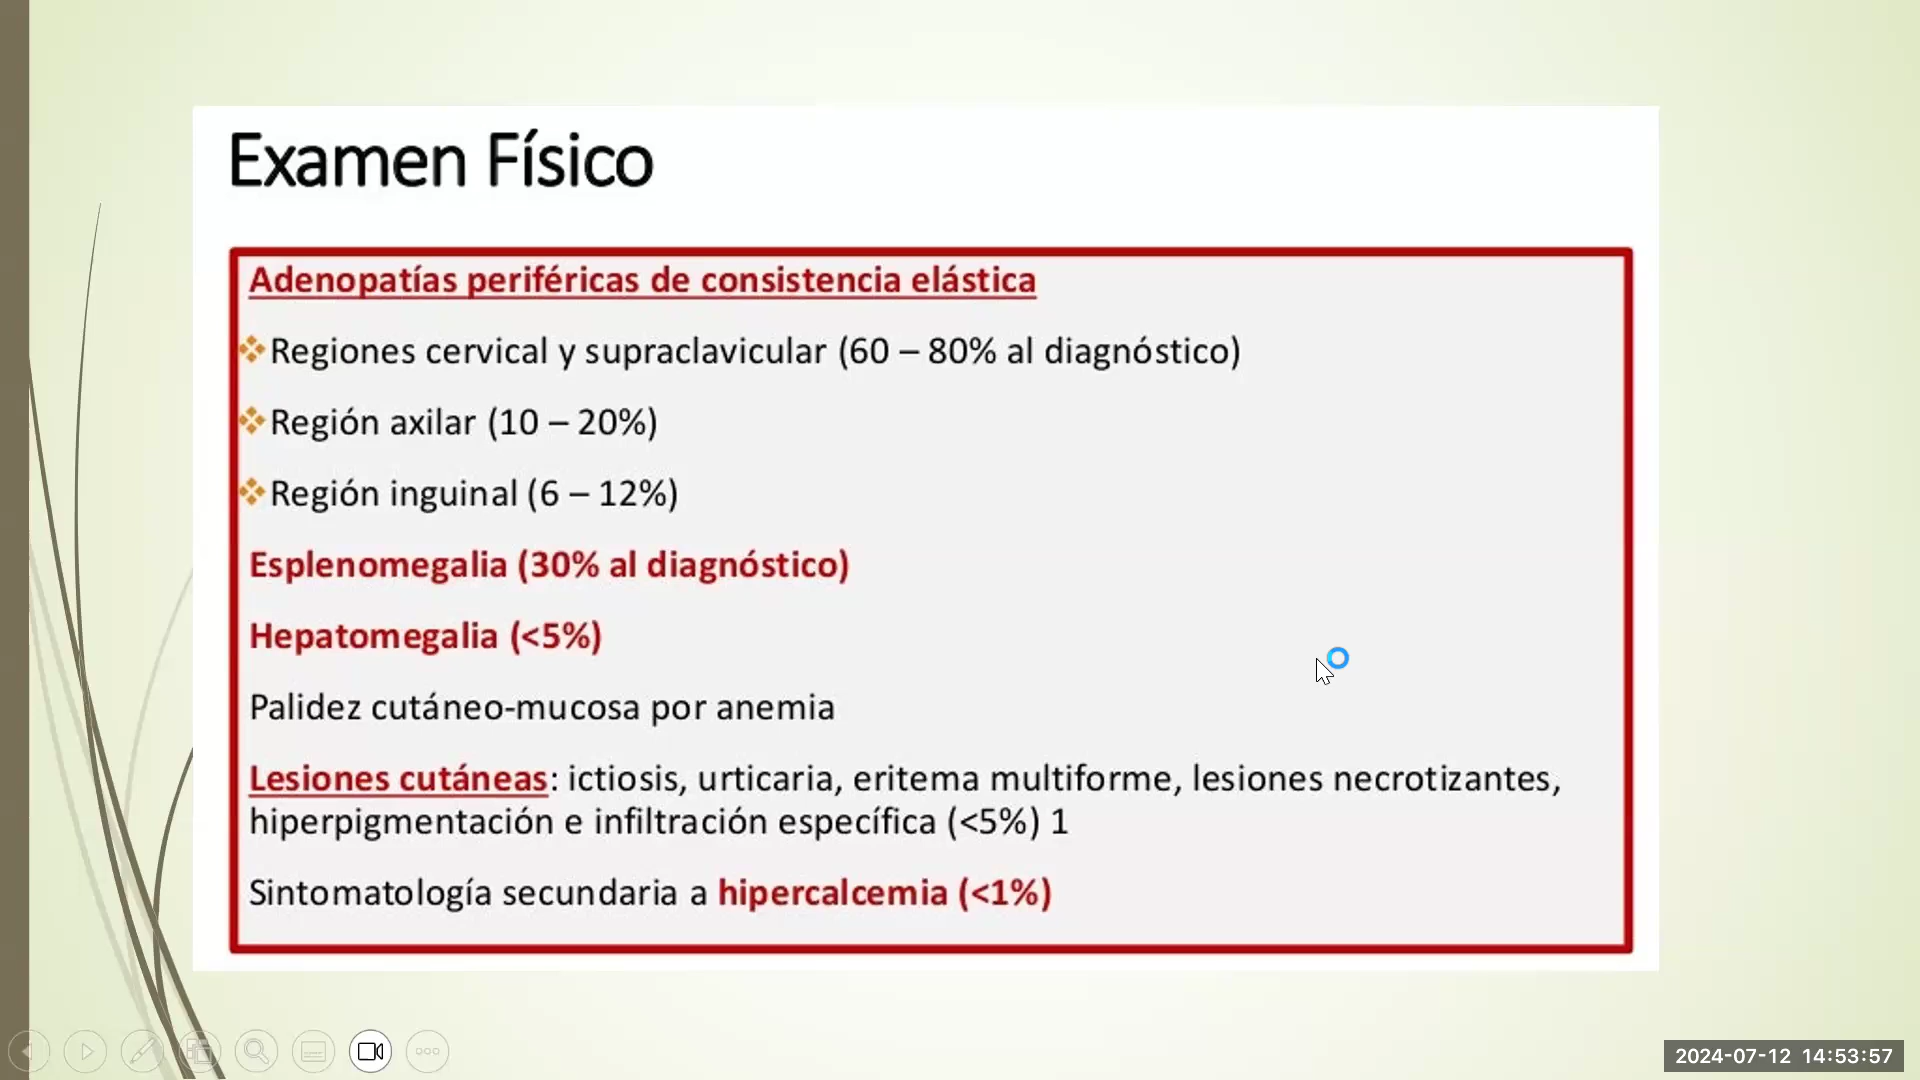 Examen Físico
Adenopatías periféricas de consistencia elástica
Regiones cervical y supraclavicular (60 – 80% al diagnóstico)
Región axilar (10 – 20%)
Región inguinal (6 – 12%)
Esplenomegalia (30% al diagnóstico)
Hepatomegalia (<5%)
Palidez cutáneo-mucosa por anemia
Lesiones cutáneas: ictiosis, urticaria, eritema multiforme, lesiones necrotizantes,
hiperpigmentación e infiltración específica (<5%) 1
Sintomatología secundaria a hipercalcemia (<1%)
2024-07-12 14:53:57